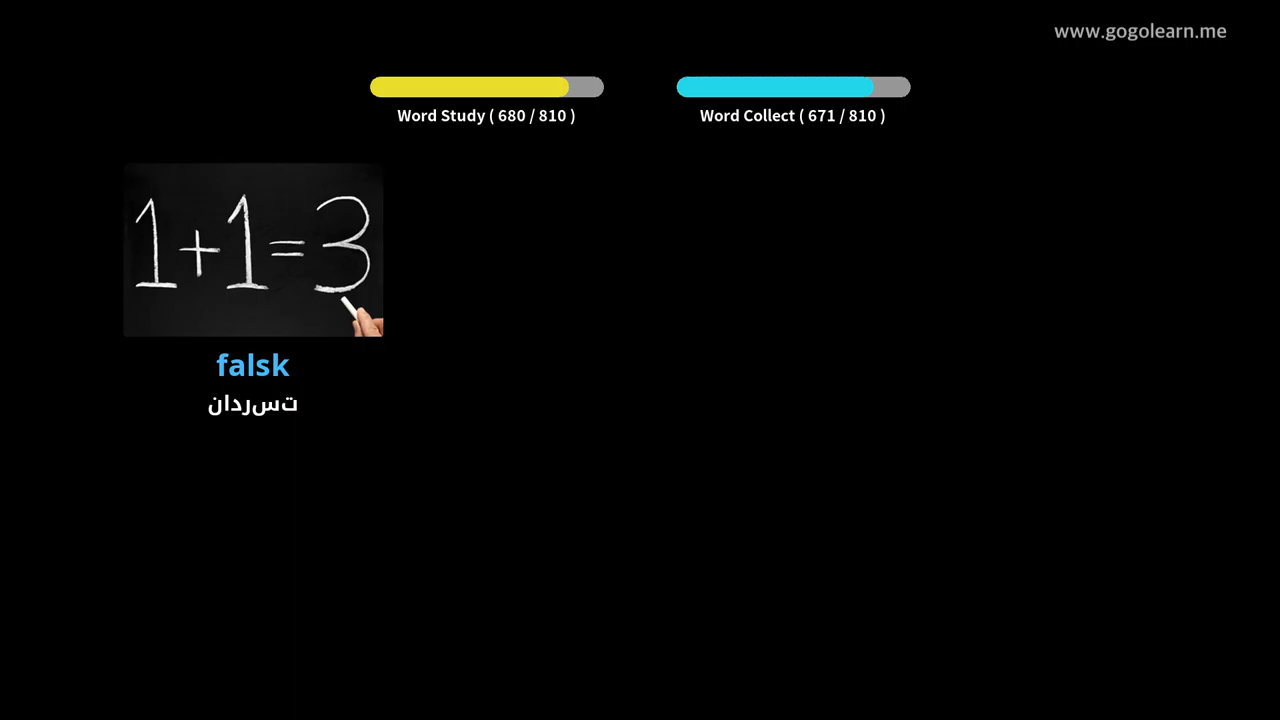 www.gogolearn.me
Word Study ( 680 / 810 )
Word Collect ( 671 / 810 )
1+1=3
falsk
تسردان